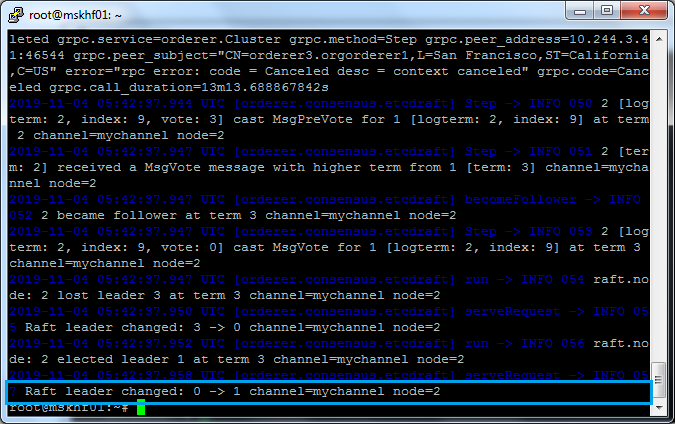 root@mskhf01: ~
leted grpc.service=orderer.Cluster grpc.method=Step grpc.peer_address=10.244.3.4
1:46544 grpc.peer_subject="CN=orderer3.orgorderer1,L=San Francisco,ST=California
,C=US" error="rpc error: code = Canceled desc = context canceled" grpc.code=Canc
eled grpc.call_duration=13m13.688867842s
2019-11-04 05:42:37.944 UTC [orderer.consensus.etcdraft] Step -> INFO 050 2 [log
term: 2, index: 9, vote: 3] cast MsgPreVote for 1 [logterm: 2, index: 9] at term
 2 channel=mychannel node=2
2019-11-04 05:42:37.947 UTC [orderer.consensus.etcdraft] Step -> INFO 051 2 [ter
m: 2] received a MsgVote message with higher term from 1 [term: 3] channel=mycha
nnel node=2
2019-11-04 05:42:37.947 UTC [orderer.consensus.etcdraft] becomeFollower -> INFO
052 2 became follower at term 3 channel=mychannel node=2
2019-11-04 05:42:37.947 UTC [orderer.consensus.etcdraft] Step -> INFO 053 2 [log
term: 2, index: 9, vote: 0] cast MsgVote for 1 [logterm: 2, index: 9] at term 3
channel=mychannel node=2
2019-11-04 05:42:37.947 UTC [orderer.consensus.etcdraft] run -> INFO 054 raft.no
de: 2 lost leader 3 at term 3 channel=mychannel node=2
2019-11-04 05:42:37.950 UTC [orderer.consensus.etcdraft] serveRequest -> INFO 05
5 Raft leader changed: 3 -> 0 channel=mychannel node=2
2019-11-04 05:42:37.952 UTC [orderer.consensus.etcdraft] run -> INFO 056 raft.no
de: 2 elected leader 1 at term 3 channel=mychannel node=2
2019-11-04 05:42:37.958 UTC [orderer.consensus.etcdraft] serveRequest -> INFO 05
7 Raft leader changed: 0 -> 1 channel=mychannel node=2
root@mskhf01:~#